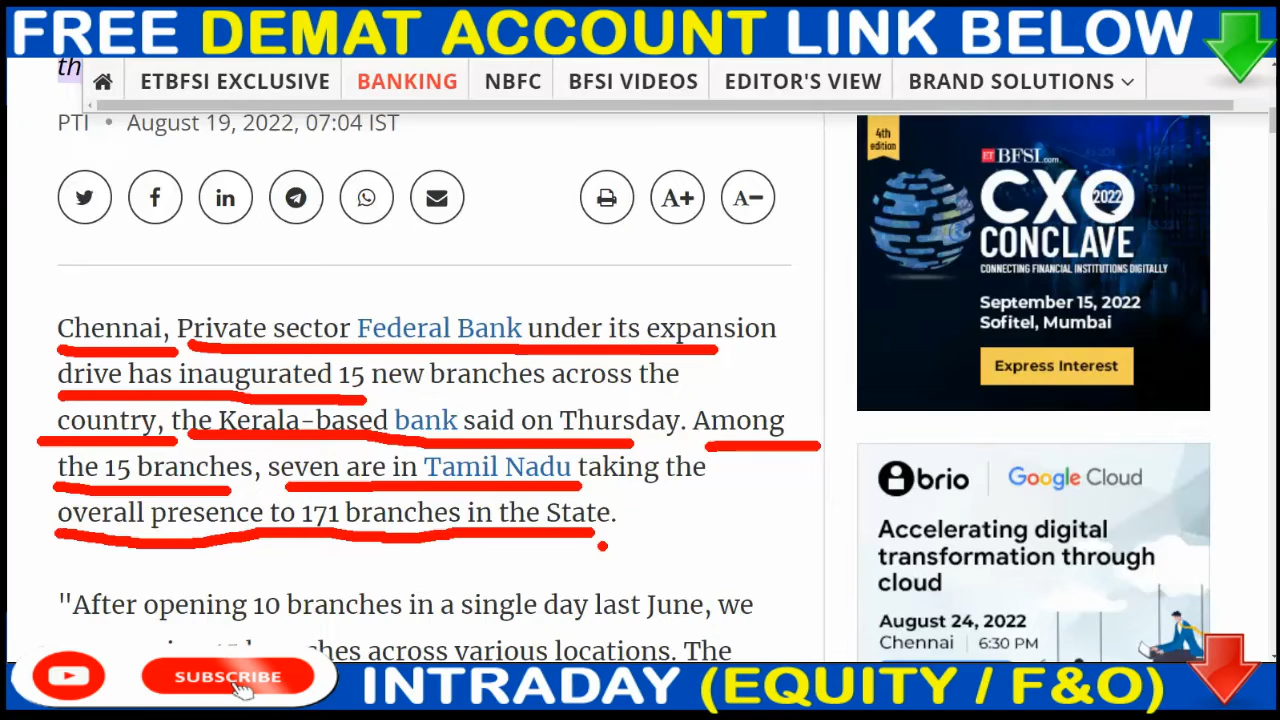 FREE DEMAT ACCOUNT LINK BELOW
th
ETBFSI EXCLUSIVE BANKING NBFC BFSI VIDEOS EDITOR'S VIEW BRAND SOLUTIONS
PTI • August 19, 2022, 07:04 IST
A+ A-
Chennai, Private sector Federal Bank under its expansion
drive has inaugurated 15 new branches across the
country, the Kerala-based bank said on Thursday. Among
the 15 branches, seven are in Tamil Nadu taking the
overall presence to 171 branches in the State.
"After opening 10 branches in a single day last June, we
across various locations. The
4th
edition
ET BFSI.com
CXO
2022
CONCLAVE
CONNECTING FINANCIAL INSTITUTIONS DIGITALLY
September 15, 2022
Sofitel, Mumbai
Express Interest
brio Google Cloud
Accelerating digital
transformation through
cloud
August 24, 2022
Chennai | 6:30 PM
SUBSCRIBE
INTRADAY (EQUITY / F&O)